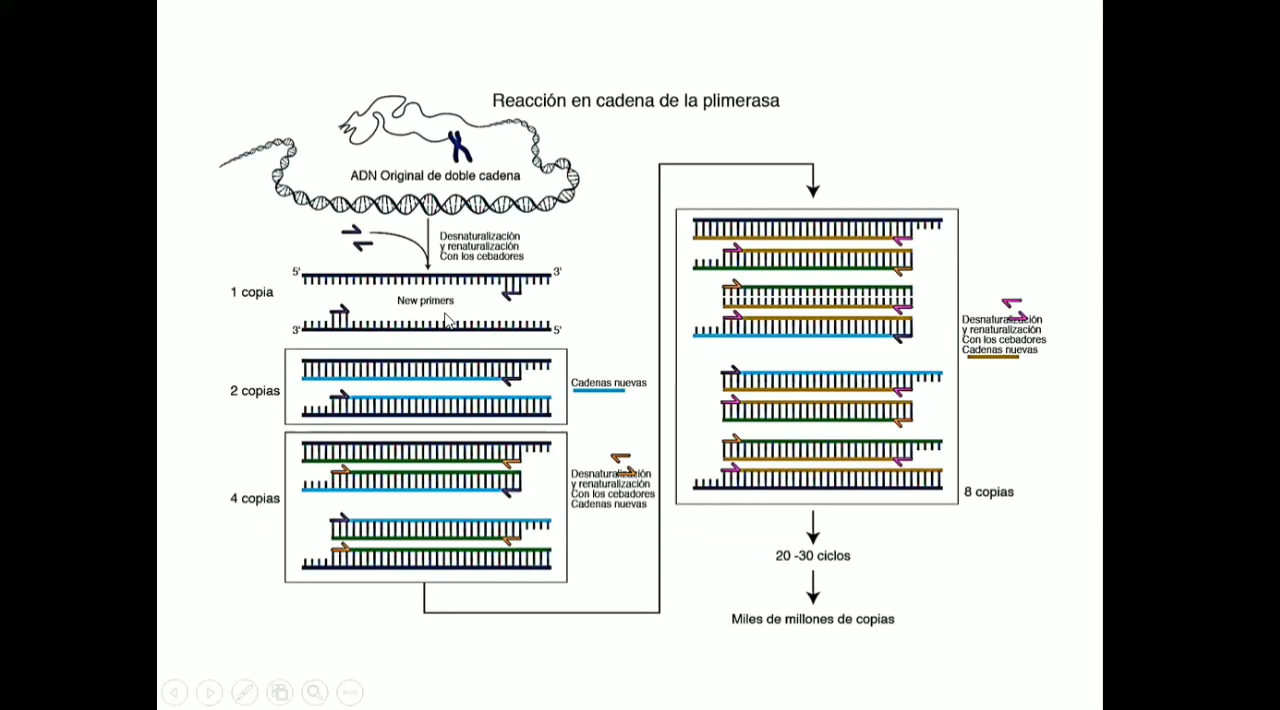 Reacción en cadena de la plimerasa
ADN Original de doble cadena
Desnaturalización
y renaturalización
Con los cebadores
5'
3'
1 copia
New primers
3'
5'
2 copias
Cadenas nuevas
4 copias
Desnaturalización
y renaturalización
Con los cebadores
Cadenas nuevas
Desnaturalización
y renaturalización
Con los cebadores
Cadenas nuevas
8 copias
20 -30 ciclos
Miles de millones de copias